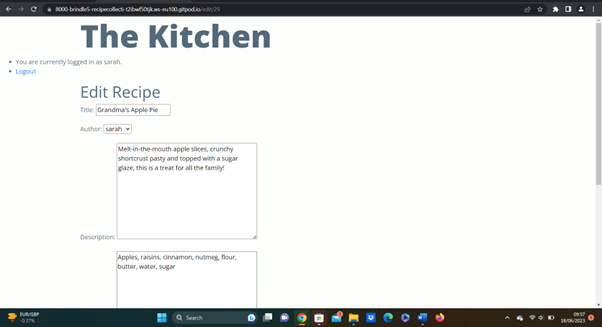 8000-brindle5-recipecollecti-t2ibwf50tjk.ws-eu100.gitpod.io/edit/29
The Kitchen
You are currently logged in as sarah.
Logout
Edit Recipe
Title: Grandma's Apple Pie
Author: sarah
Melt-in-the-mouth apple slices, crunchy
shortcrust pasty and topped with a sugar
glaze, this is a treat for all the family!
Description:
Apples, raisins, cinnamon, nutmeg, flour,
butter, water, sugar
EUR/GBP
-0.37%
Search
09:57
18/06/2023